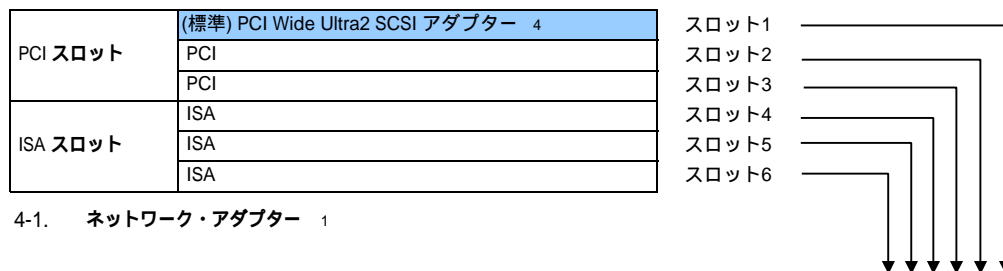 (標準) PCI Wide Ultra2 SCSI アダプター 4 スロット1
PCI スロット PCI スロット2
PCI スロット3
ISA スロット4
ISA スロット ISA スロット5
ISA スロット6
4-1. ネットワーク・アダプター 1